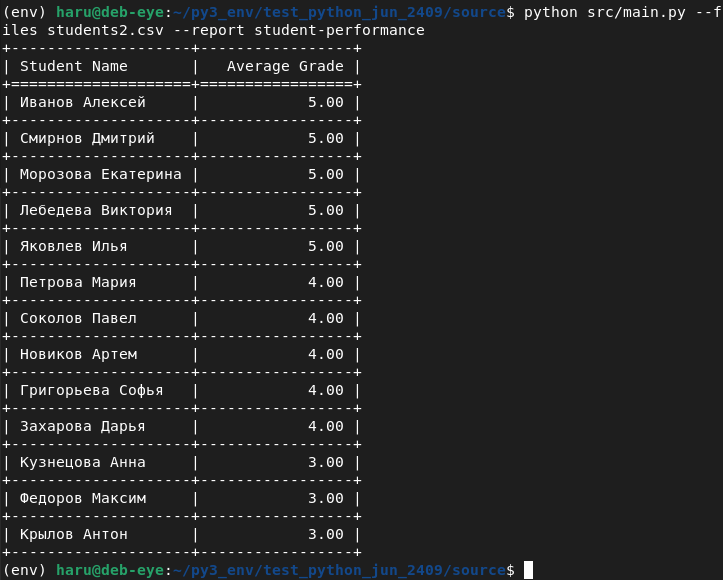 (env) haru@deb-eye:~/py3_env/test_python_jun_2409/source$ python src/main.py --f
iles students2.csv --report student-performance
+--------------------+-----------------+
| Student Name       |   Average Grade |
+====================+=================+
| Иванов Алексей     |            5.00 |
+--------------------+-----------------+
| Смирнов Дмитрий    |            5.00 |
+--------------------+-----------------+
| Морозова Екатерина |            5.00 |
+--------------------+-----------------+
| Лебедева Виктория  |            5.00 |
+--------------------+-----------------+
| Яковлев Илья       |            5.00 |
+--------------------+-----------------+
| Петрова Мария      |            4.00 |
+--------------------+-----------------+
| Соколов Павел      |            4.00 |
+--------------------+-----------------+
| Новиков Артем      |            4.00 |
+--------------------+-----------------+
| Григорьева Софья   |            4.00 |
+--------------------+-----------------+
| Захарова Дарья     |            4.00 |
+--------------------+-----------------+
| Кузнецова Анна     |            3.00 |
+--------------------+-----------------+
| Федоров Максим     |            3.00 |
+--------------------+-----------------+
| Крылов Антон       |            3.00 |
+--------------------+-----------------+
(env) haru@deb-eye:~/py3_env/test_python_jun_2409/source$